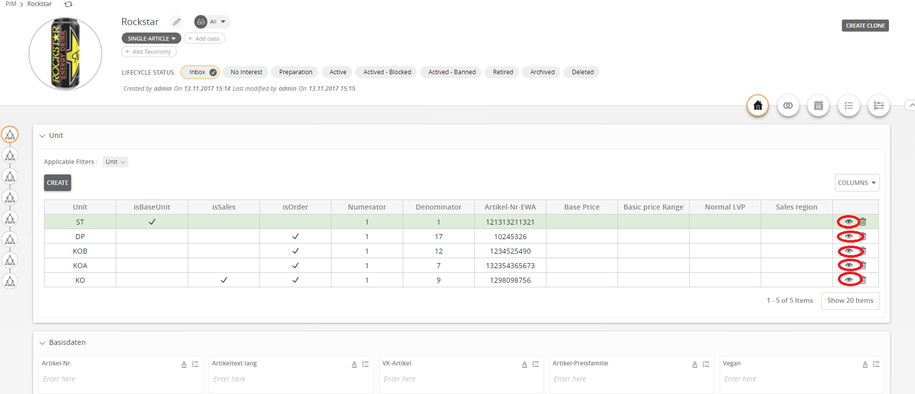 PIM > Rockstar
Rockstar
All
SINGLE-ARTICLE
+ Add class
+ Add Taxonomy
CREATE CLONE
LIFECYCLE STATUS Inbox No Interest Preparation Active Actived - Blocked Actived - Banned Retired Archived Deleted
Created by admin On 13.11.2017 15:14 Last modified by admin On 13.11.2017 15:15
ROCKSTAR
ENERGY DRINK
Unit
Applicable Filters : Unit
CREATE
COLUMNS
Unit isBaseUnit isSales isOrder Numerator Denominator Artikel-Nr-EWA Base Price Basic price Range Normal LVP Sales region
ST ✓ 1 1 121313211321
DP ✓ 1 17 10245326
KOB ✓ 1 12 1234525490
KOA ✓ 1 7 132354365673
KO ✓ ✓ 1 9 1298098756
1 - 5 of 5 Items Show 20 Items
Basisdaten
Artikel-Nr. Artikeltext lang VK-Artikel Artikel-Preisfamilie Vegan
Enter here Enter here Enter here Enter here Enter here